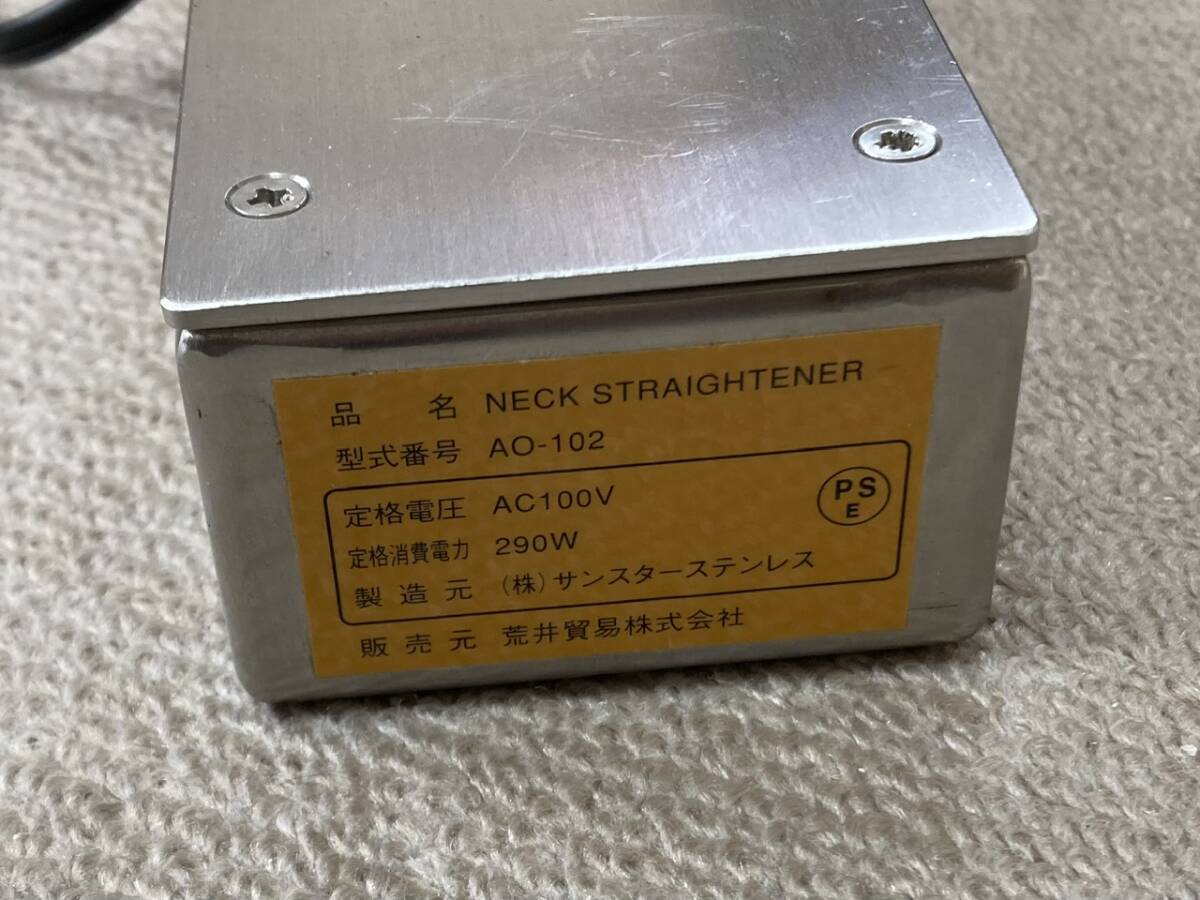 品名 NECK STRAIGHTENER
型式番号 AO-102
定格電圧 AC100V
PS
E
定格消費電力 290W
製造元 (株)サンスターステンレス
販売元 荒井貿易株式会社